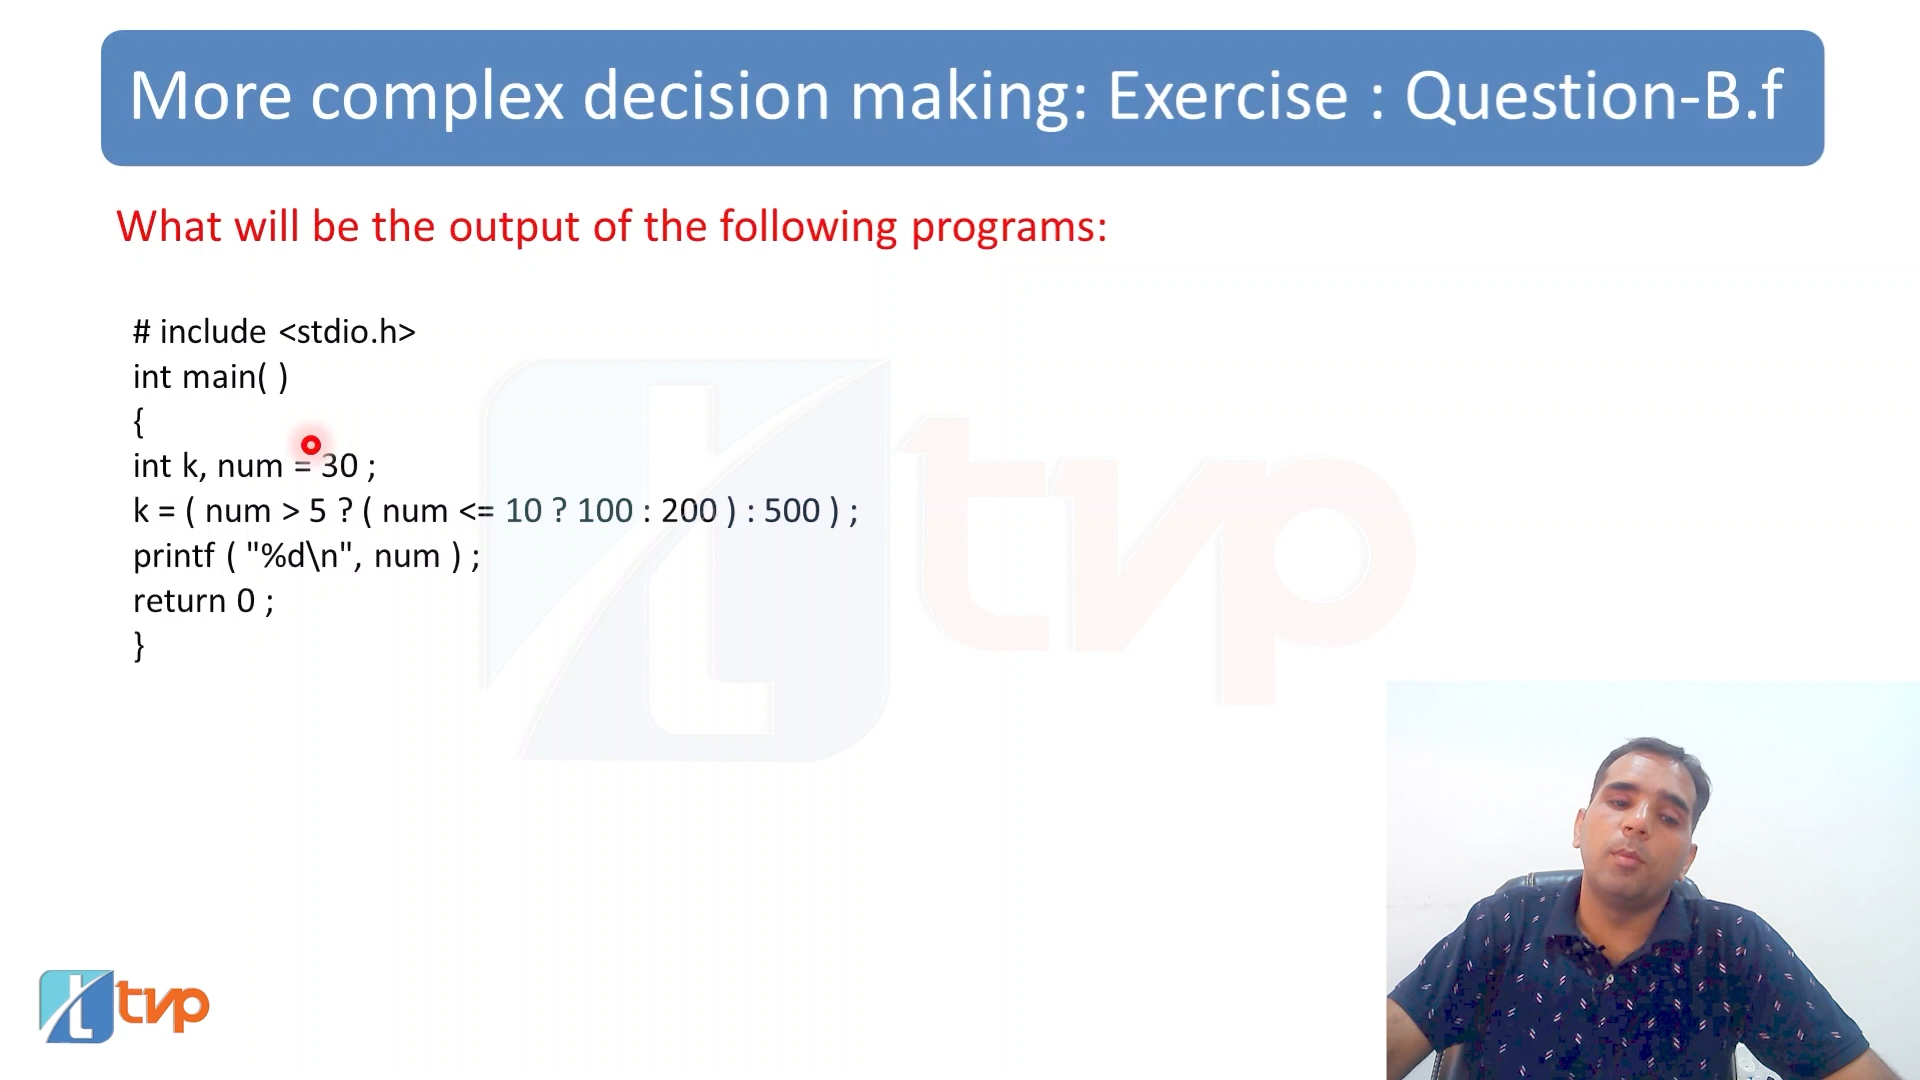 More complex decision making: Exercise : Question-B.f
What will be the output of the following programs:
# include <stdio.h>
int main( )
{
int k, num = 30 ;
k = ( num > 5 ? ( num <= 10 ? 100 : 200 ) : 500 ) ;
printf ( "%d\n", num ) ;
return 0 ;
}
tvp
t tvp